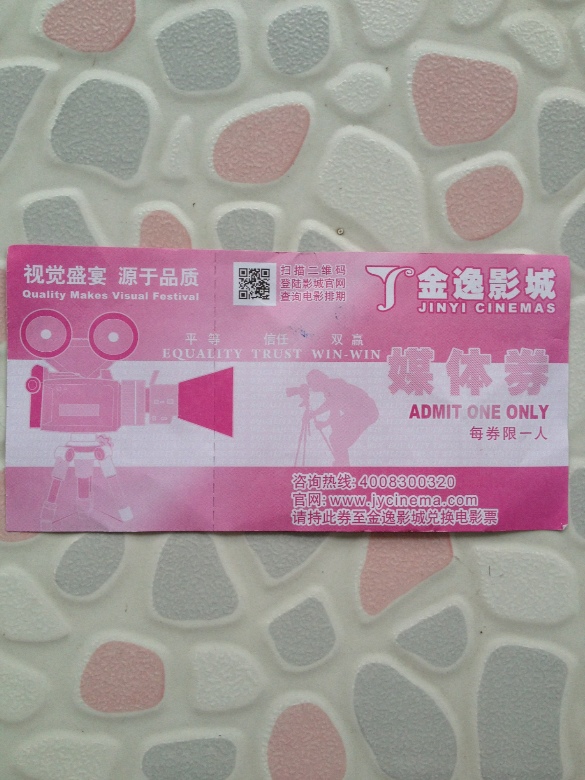 视觉盛宴 源于品质
Quality Makes Visual Festival
扫描二维码
登陆影城官网
查询电影排期
金逸影城
JINYI CINEMAS
平等 信任 双赢
EQUALITY TRUST WIN-WIN
媒体券
ADMIT ONE ONLY
每券限一人
咨询热线:4008300320
官网:www.jycinema.com
请持此券至金逸影城兑换电影票